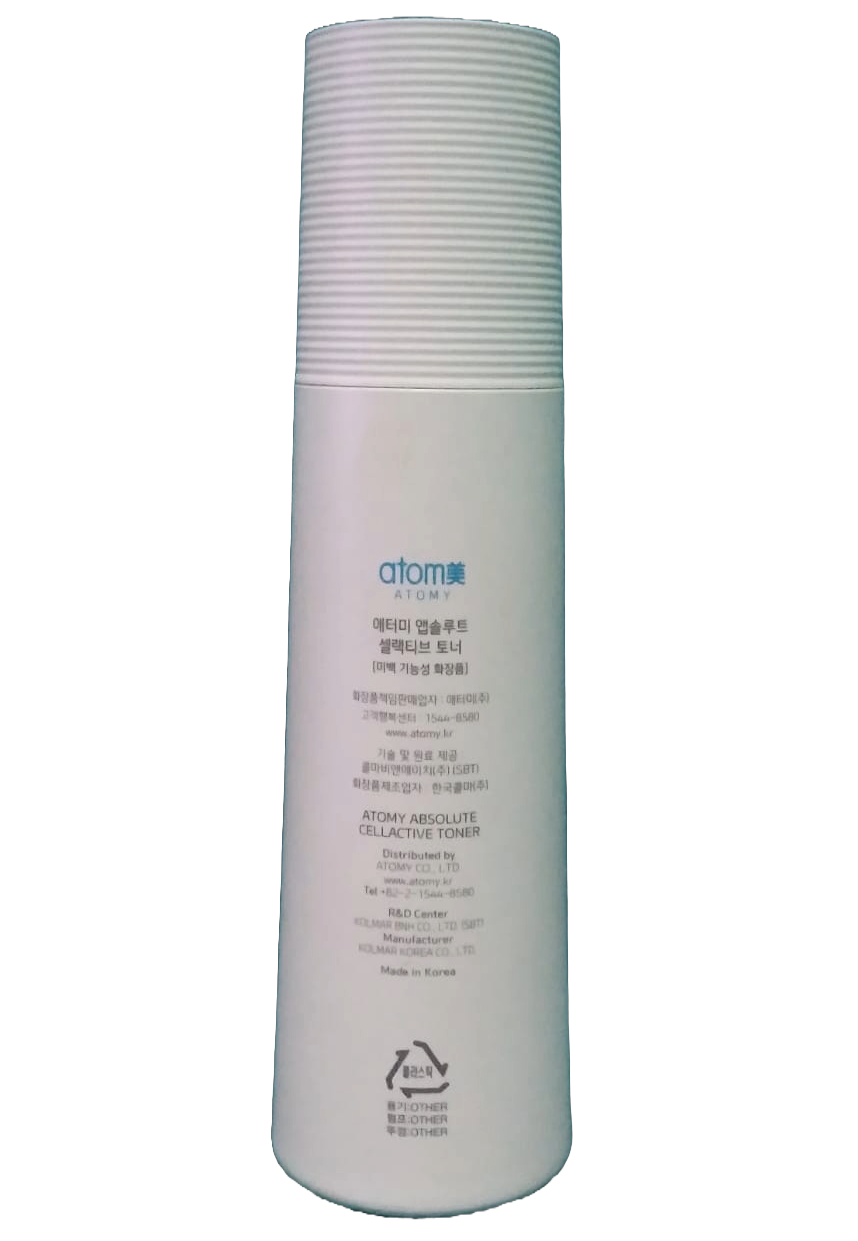 atom美
ATOMY
애터미 앱솔루트
셀랙티브 토너
[미백 기능성 화장품]
화장품책임판매업자 : 애터미(주)
고객행복센터 : 1544-8580
www.atomy.kr
기술 및 원료 제공
콜마비앤에이치(주) (SBT)
화장품제조업자 : 한국콜마(주)
ATOMY ABSOLUTE
CELLACTIVE TONER
Distributed by
ATOMY CO., LTD.
www.atomy.kr
Tel +82-2-1544-8580
R&D Center
KOLMAR BNH CO., LTD. (SBT)
Manufacturer
KOLMAR KOREA CO., LTD.
Made in Korea
플라스틱
용기:OTHER
펌프:OTHER
뚜껑:OTHER